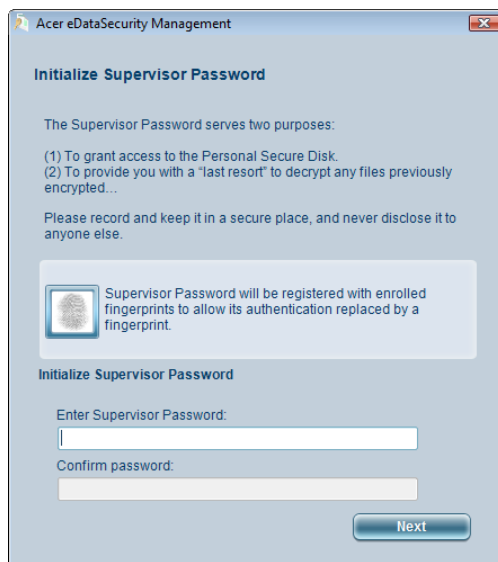 Acer eDataSecurity Management
Initialize Supervisor Password
The Supervisor Password serves two purposes:
(1) To grant access to the Personal Secure Disk.
(2) To provide you with a “last resort” to decrypt any files previously
encrypted...
Please record and keep it in a secure place, and never disclose it to
anyone else.
Supervisor Password will be registered with enrolled
fingerprints to allow its authentication replaced by a
fingerprint.
Initialize Supervisor Password
Enter Supervisor Password:
Confirm password:
Next